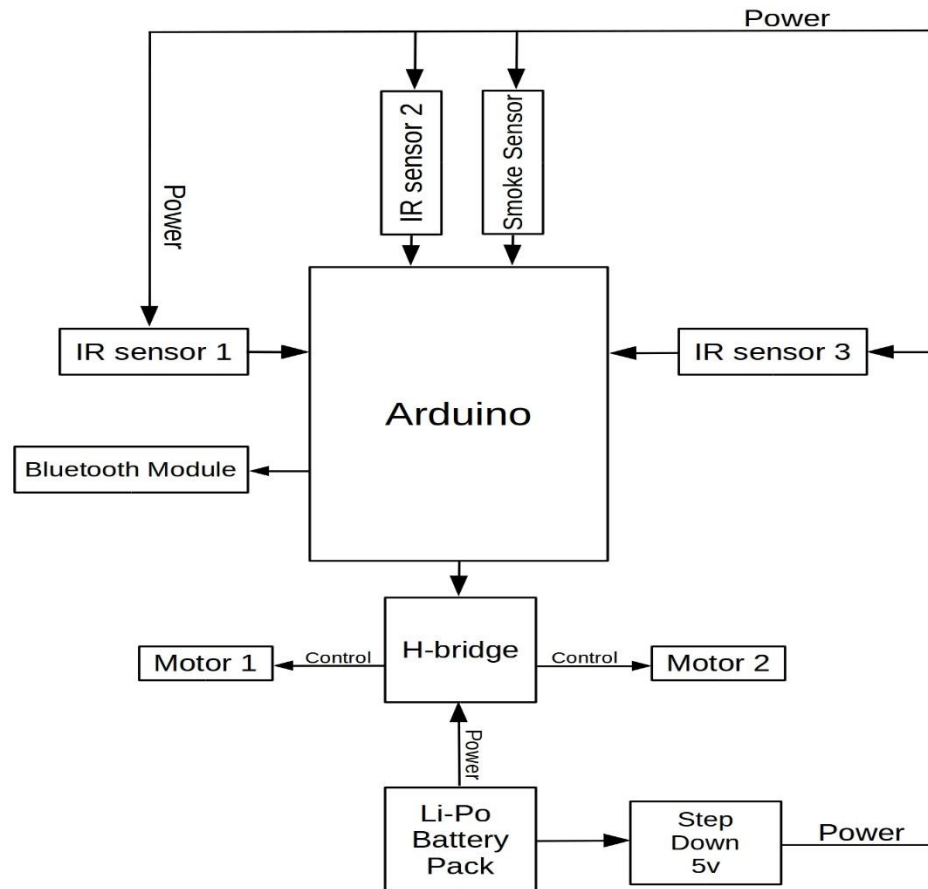 Power
IR sensor 2
Smoke Sensor
Power
IR sensor 1
IR sensor 3
Arduino
Bluetooth Module
H-bridge
Motor 1
Control
Control
Motor 2
Power
Li-Po
Battery
Pack
Step
Down
5v
Power